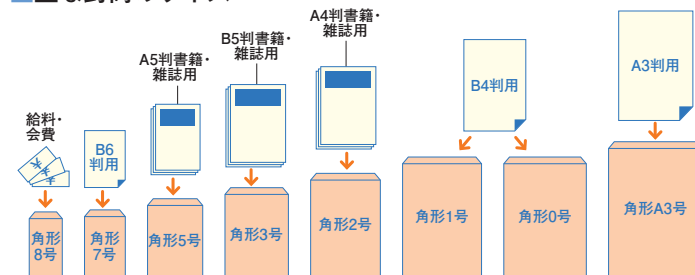 給料・
会費
B6
判用
A5判書籍・
雑誌用
B5判書籍・
雑誌用
A4判書籍・
雑誌用
B4判用
A3判用
角形
8号
角形
7号
角形5号
角形3号
角形2号
角形1号
角形0号
角形A3号